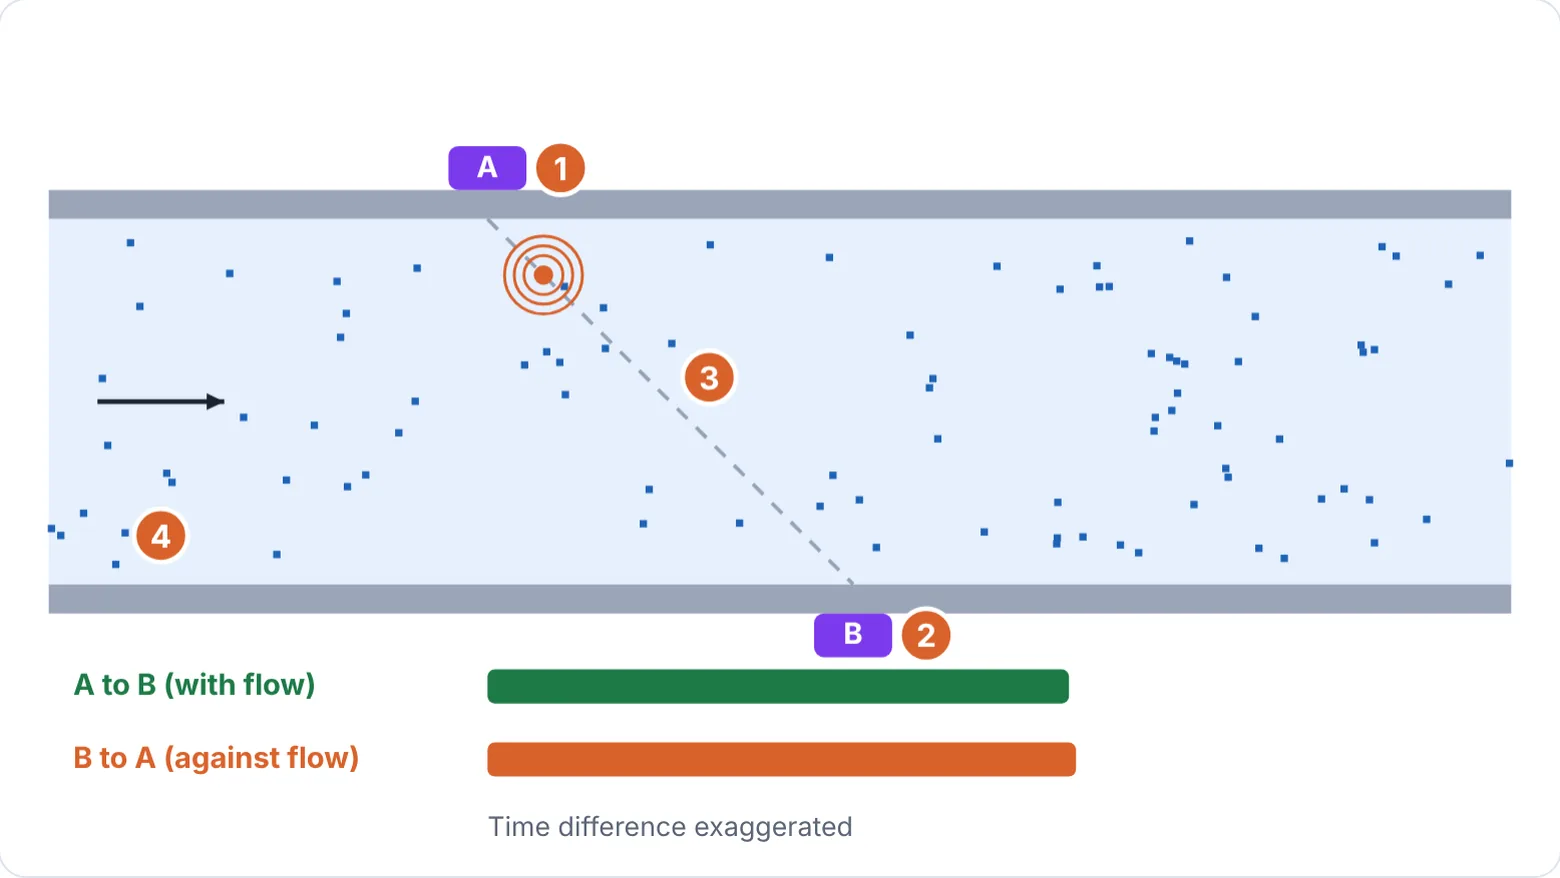 A 1
3
4
B 2
A to B (with flow)
B to A (against flow)
Time difference exaggerated